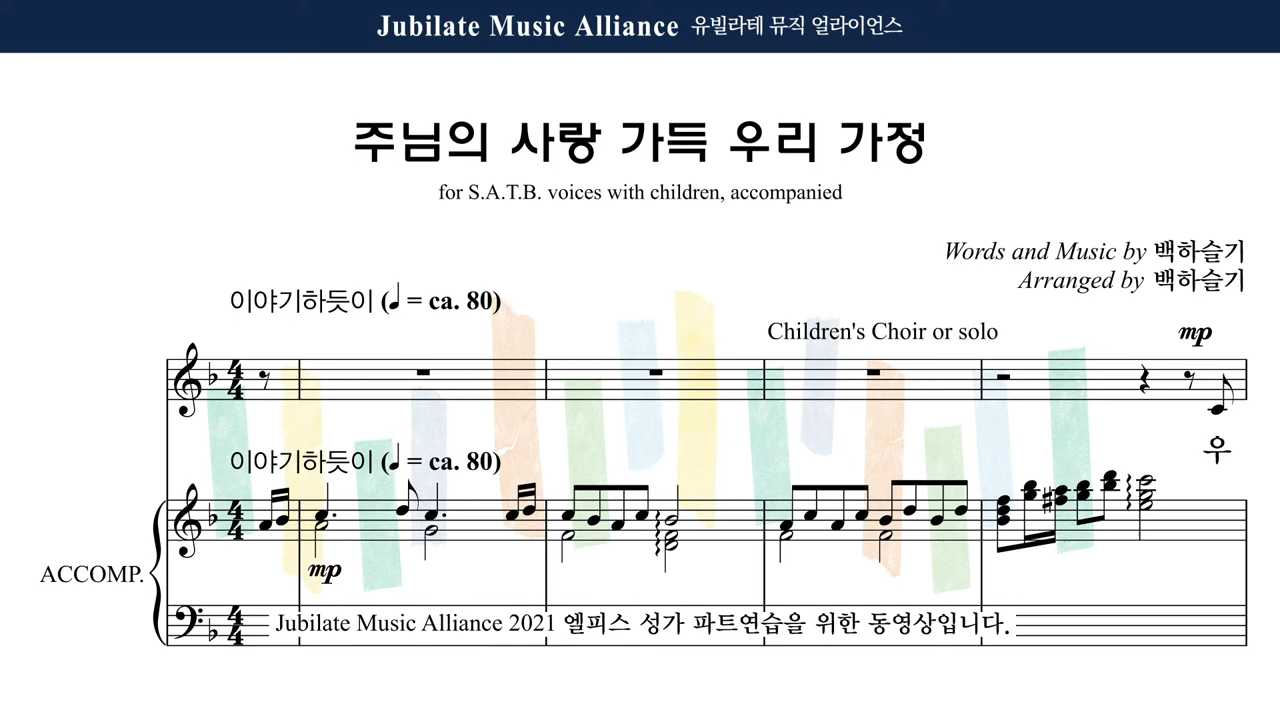 Jubilate Music Alliance 유빌라테 뮤직 얼라이언스
주님의 사랑 가득 우리 가정
for S.A.T.B. voices with children, accompanied
Words and Music by 백하슬기
Arranged by 백하슬기
이야기하듯이 (♩ = ca. 80)
Children's Choir or solo
mp
4
4
우
이야기하듯이 (♩ = ca. 80)
4
4
mp
ACCOMP.
4
4
Jubilate Music Alliance 2021 엘피스 성가 파트연습을 위한 동영상입니다.